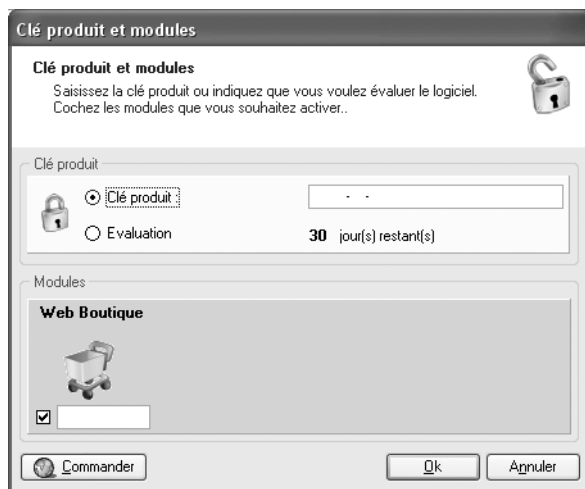 Clé produit et modules
Clé produit et modules
Saisissez la clé produit ou indiquez que vous voulez évaluer le logiciel.
Cochez les modules que vous souhaitez activer..
Clé produit
Clé produit : - -
Evaluation 30 jour(s) restant(s)
Modules
Web Boutique
Commander Ok Annuler